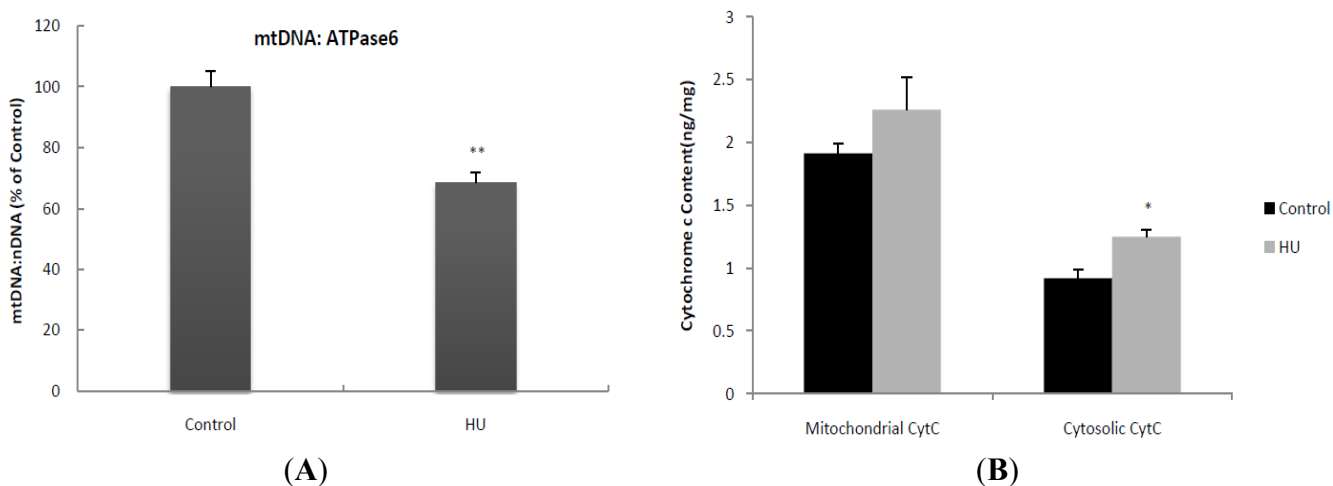 mtDNA: ATPase6
mtDNA:nDNA (% of Control)
120
100
80
60
40
20
0
**
Control
HU
(A)
Cytochrome c Content(ng/mg)
3
2.5
2
1.5
1
0.5
0
*
Mitochondrial CytC
Cytosolic CytC
Control
HU
(B)